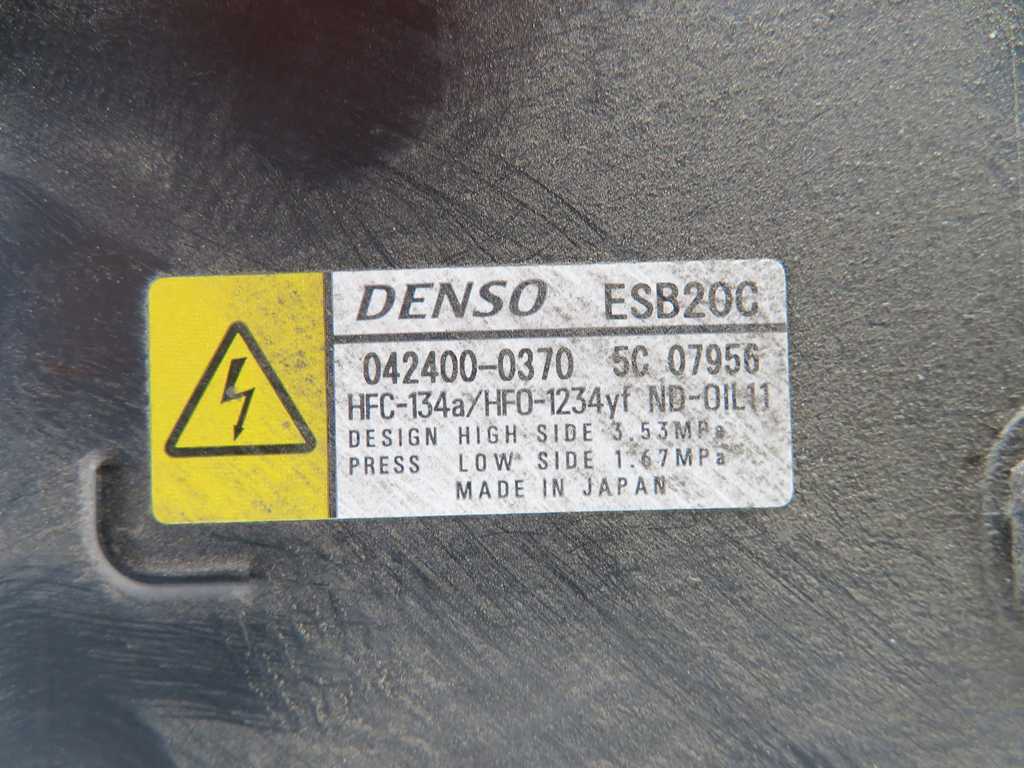 DENSO ESB20C
042400-0370 5C 07956
HFC-134a/HFO-1234yf ND-OIL11
DESIGN HIGH SIDE 3.53MPa
PRESS LOW SIDE 1.67MPa
MADE IN JAPAN